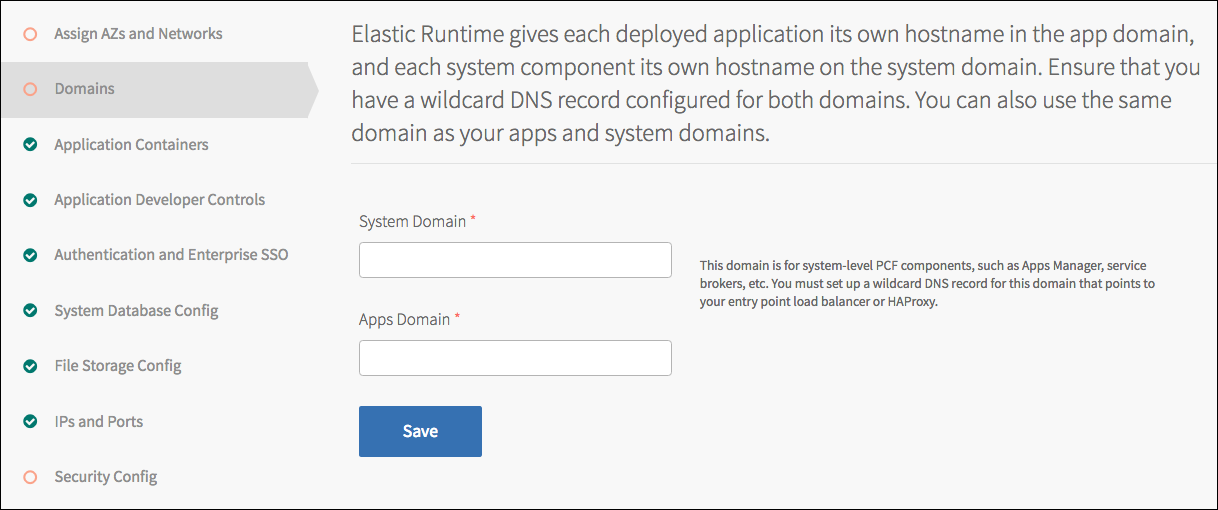 Assign AZs and Networks
Domains
Application Containers
Application Developer Controls
Authentication and Enterprise SSO
System Database Config
File Storage Config
IPs and Ports
Security Config
Elastic Runtime gives each deployed application its own hostname in the app domain,
and each system component its own hostname on the system domain. Ensure that you
have a wildcard DNS record configured for both domains. You can also use the same
domain as your apps and system domains.
System Domain *
This domain is for system-level PCF components, such as Apps Manager, service
brokers, etc. You must set up a wildcard DNS record for this domain that points to
your entry point load balancer or HAProxy.
Apps Domain *
Save